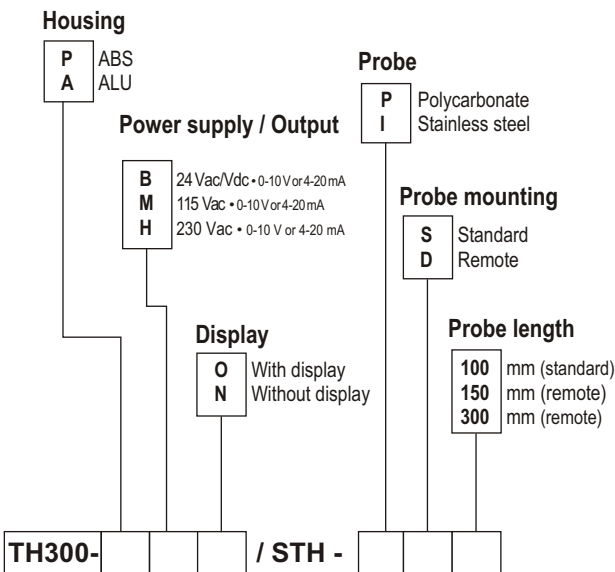 Housing
P ABS
A ALU
Power supply / Output
B 24 Vac/Vdc • 0-10 V or 4-20 mA
M 115 Vac • 0-10 V or 4-20 mA
H 230 Vac • 0-10 V or 4-20 mA
Display
O With display
N Without display
Probe
P Polycarbonate
I Stainless steel
Probe mounting
S Standard
D Remote
Probe length
100 mm (standard)
150 mm (remote)
300 mm (remote)
TH300- / STH -